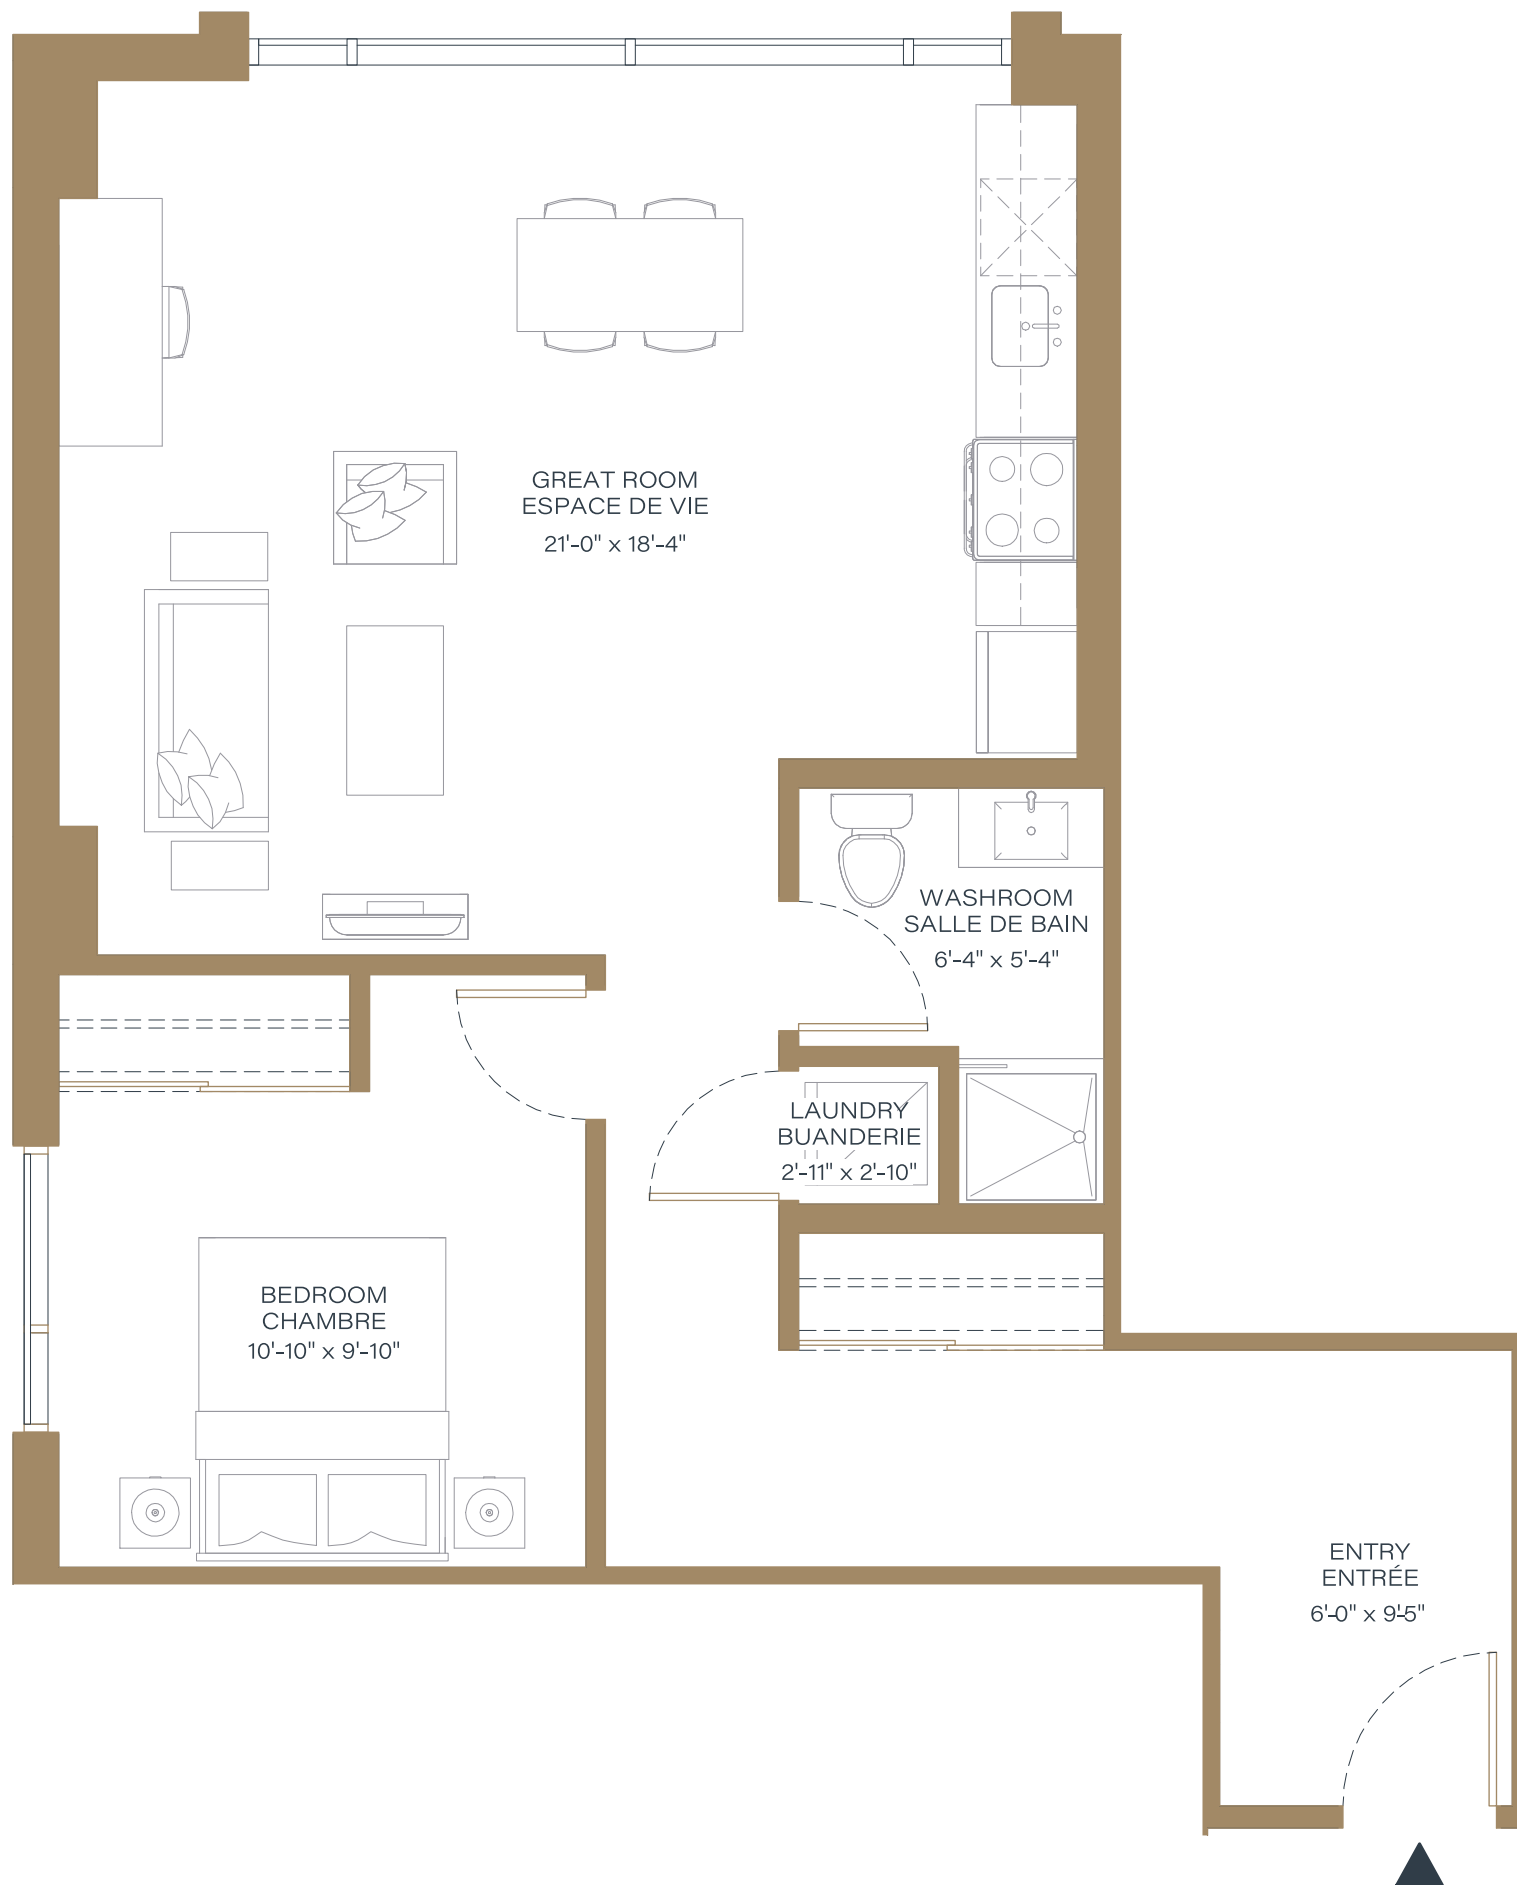 GREAT ROOM
ESPACE DE VIE
21'-0" x 18'-4"
WASHROOM
SALLE DE BAIN
6'-4" x 5'-4"
LAUNDRY
BUANDERIE
2'-11" x 2'-10"
BEDROOM
CHAMBRE
10'-10" x 9'-10"
ENTRY
ENTRÉE
6'-0" x 9'-5"